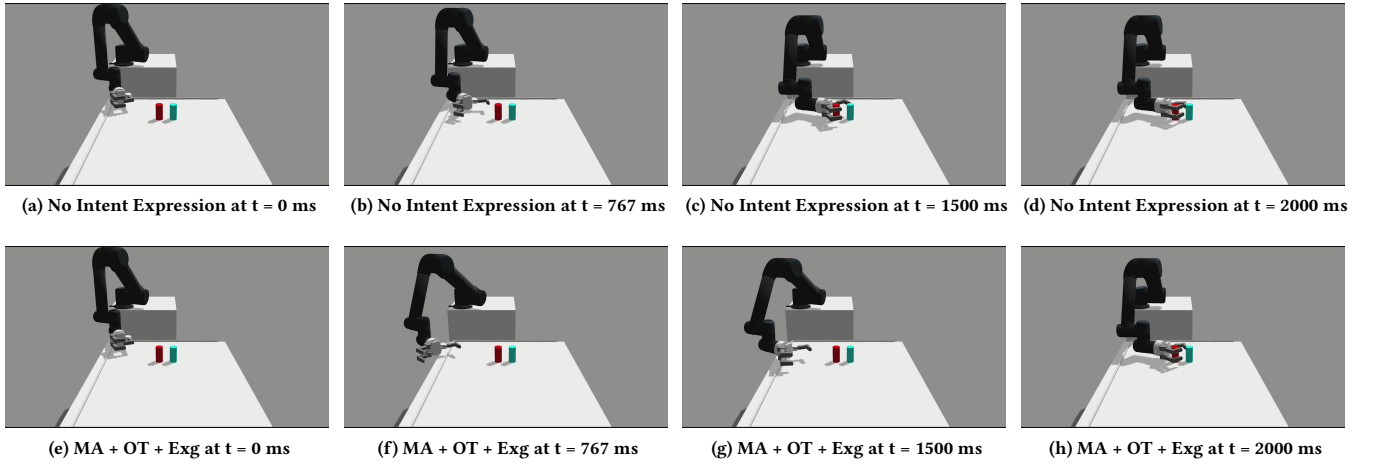 (a) No Intent Expression at t = 0 ms
(b) No Intent Expression at t = 767 ms
(c) No Intent Expression at t = 1500 ms
(d) No Intent Expression at t = 2000 ms
(e) MA + OT + Exg at t = 0 ms
(f) MA + OT + Exg at t = 767 ms
(g) MA + OT + Exg at t = 1500 ms
(h) MA + OT + Exg at t = 2000 ms